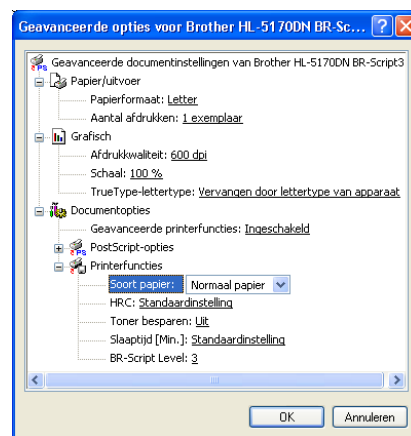 Geavanceerde opties voor Brother HL-5170DN BR-Sc...
Geavanceerde documentinstellingen van Brother HL-5170DN BR-Script3
Papier/uitvoer
Papierformaat: Letter
Aantal afdrukken: 1 exemplaar
Grafisch
Afdrukkwaliteit: 600 dpi
Schaal: 100 %
TrueType-lettertype: Vervangen door lettertype van apparaat
Documentopties
Geavanceerde printerfuncties: Ingeschakeld
PostScript-opties
Printerfuncties
Soort papier: Normaal papier
HRC: Standaardinstelling
Toner besparen: Uit
Slaaptijd [Min.]: Standaardinstelling
BR-Script Level: 3
OK Annuleren